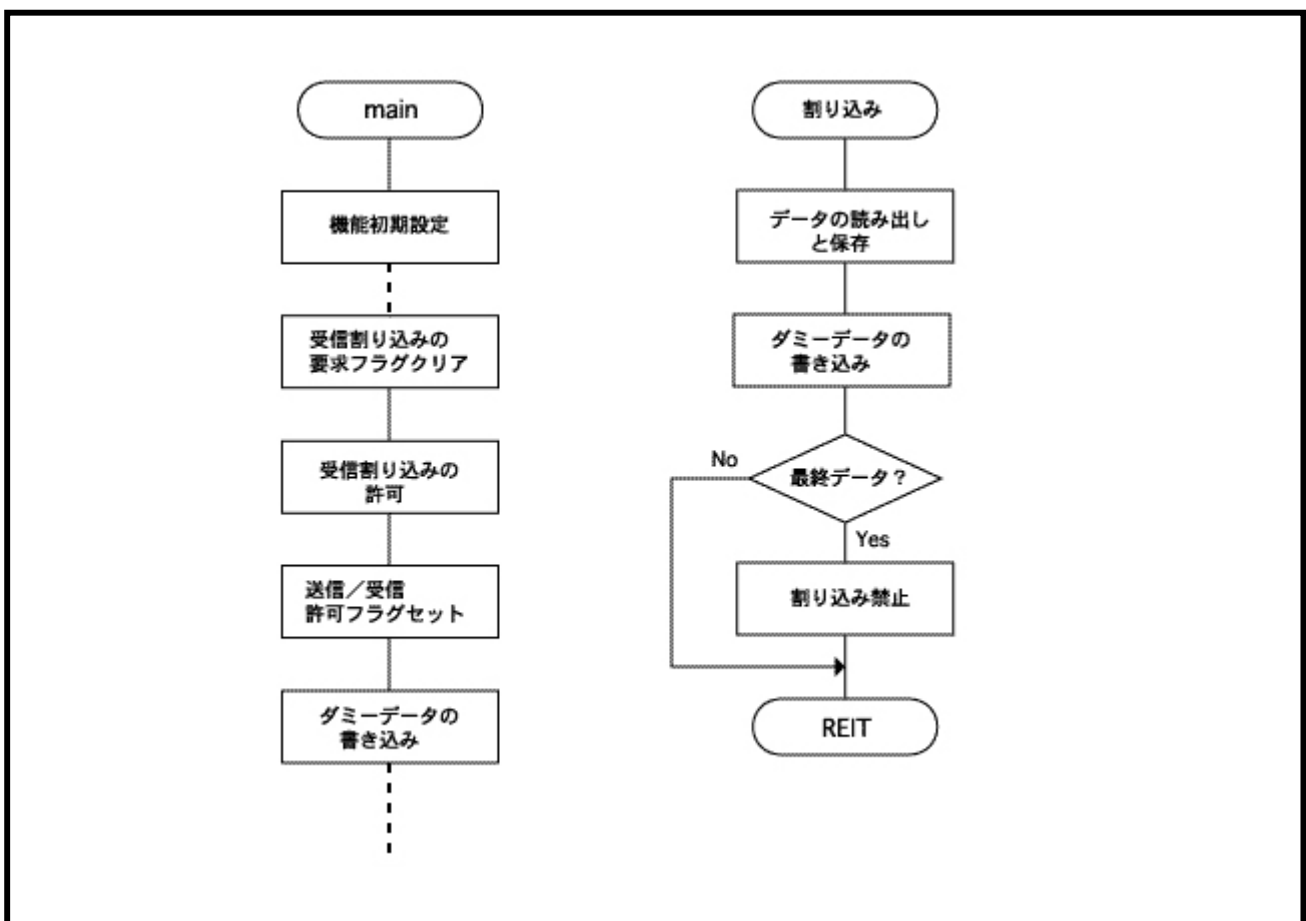 main
機能初期設定
受信割り込みの
要求フラグクリア
受信割り込みの
許可
送信／受信
許可フラグセット
ダミーデータの
書き込み
割り込み
データの読み出し
と保存
ダミーデータの
書き込み
No
最終データ？
Yes
割り込み禁止
REIT